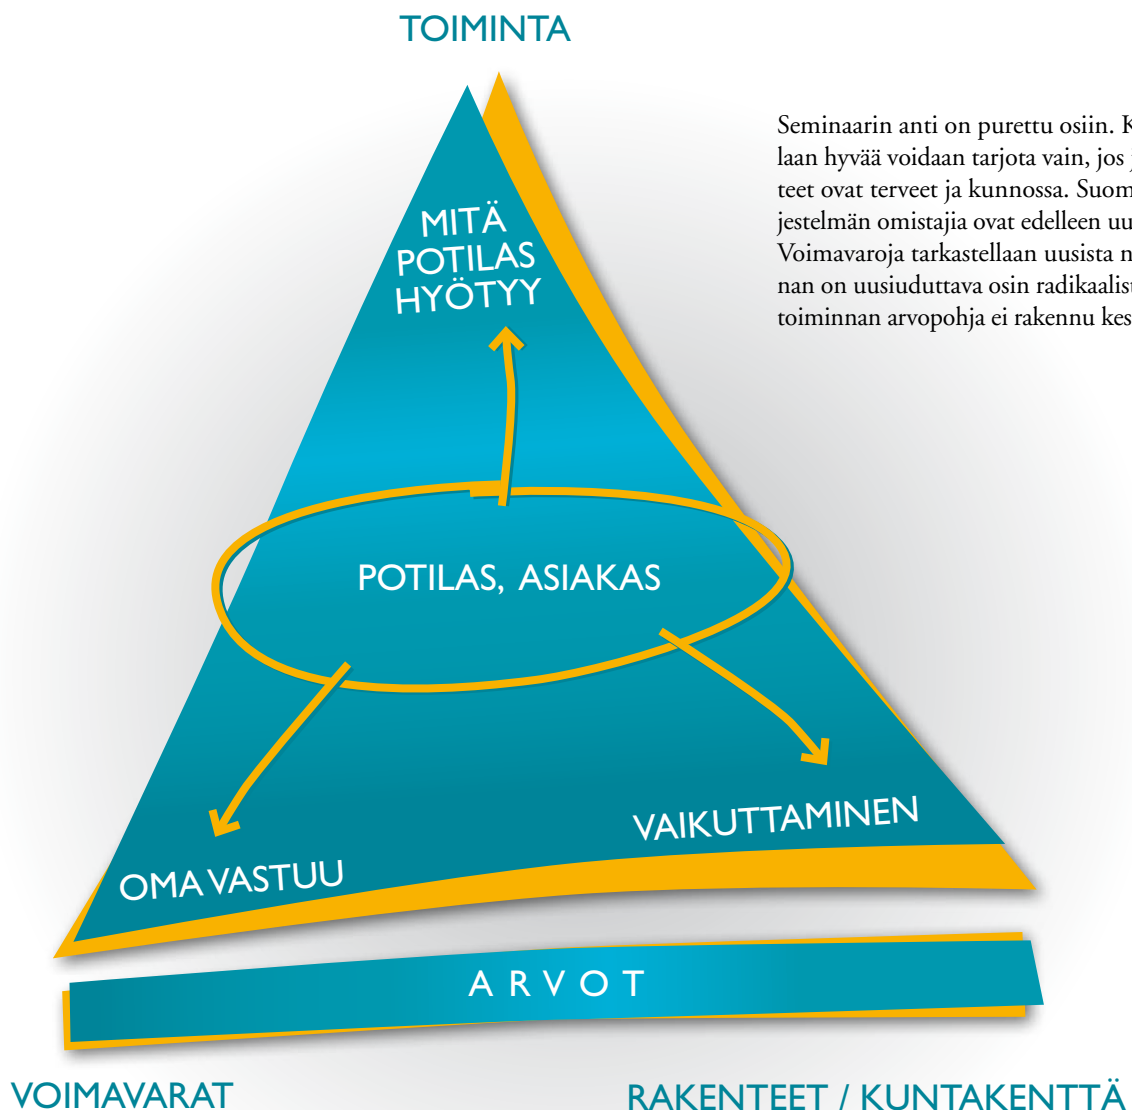 TOIMINTA
Seminaarin anti on purettu osiin.
laan hyvää voidaan tarjota vain, jos
teet ovat terveet ja kunnossa.
jestelmän omistajia ovat edelleen
Voimavaroja tarkastellaan uusista
nan on uusiuduttava osin
toiminnan arvopohja ei rakennu
MITÄ
POTILAS
HYÖTYY
POTILAS, ASIAKAS
VAIKUTTAMINEN
OMA VASTUU
ARVOT
VOIMAVARAT
RAKENTEET / KUNTAKENTTÄ